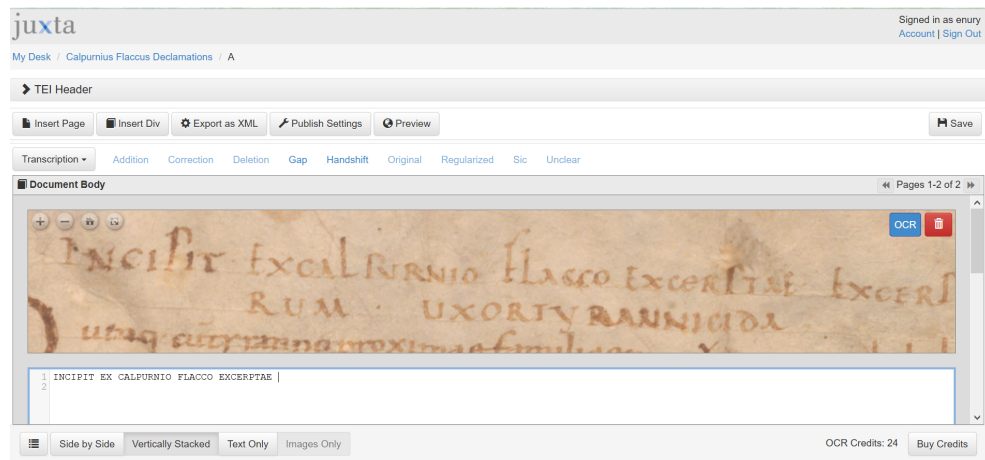 juxta
Signed in as enury
Account | Sign Out
My Desk / Calpurnius Flaccus Declamations / A
TEI Header
Insert Page Insert Div Export as XML Publish Settings Preview Save
Transcription Addition Correction Deletion Gap Handshift Original Regularized Sic Unclear
Document Body Pages 1-2 of 2
OCR
INCIPIT EXCALPURNIO FLACCO EXCERPTAE EXCERP
RUM · UXOR TYRANNICIDA
1 INCIPIT EX CALPURNIO FLACCO EXCERPTAE
2
Side by Side Vertically Stacked Text Only Images Only OCR Credits: 24 Buy Credits